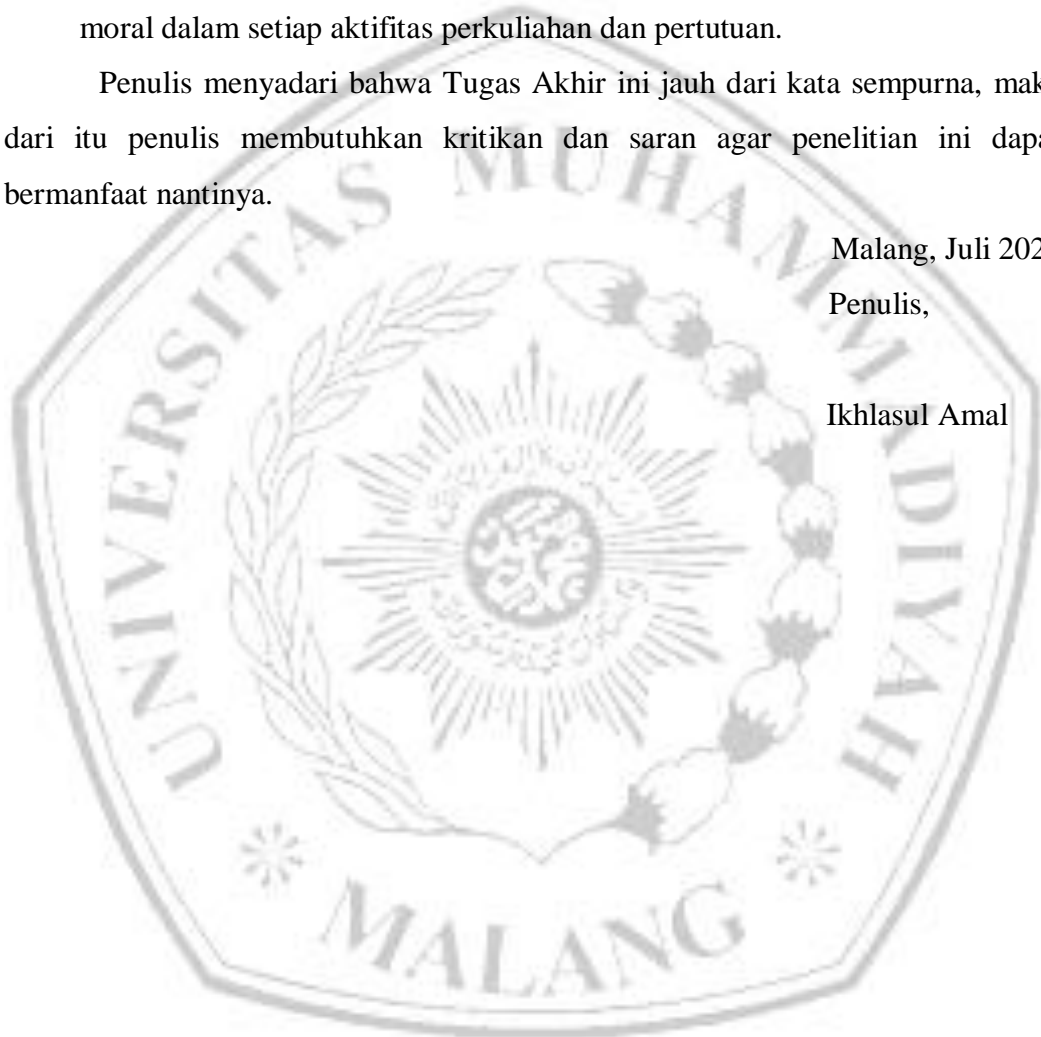 moral dalam setiap aktifitas perkuliahan dan pertutuan.
Penulis menyadari bahwa Tugas Akhir ini jauh dari kata sempurna, mak
dari itu penulis membutuhkan kritikan dan saran agar penelitian ini dapa
bermanfaat nantinya.
Malang, Juli 202
Penulis,
Ikhlasul Amal
UNIVERSITAS MUHAMMADIYAH
MALANG